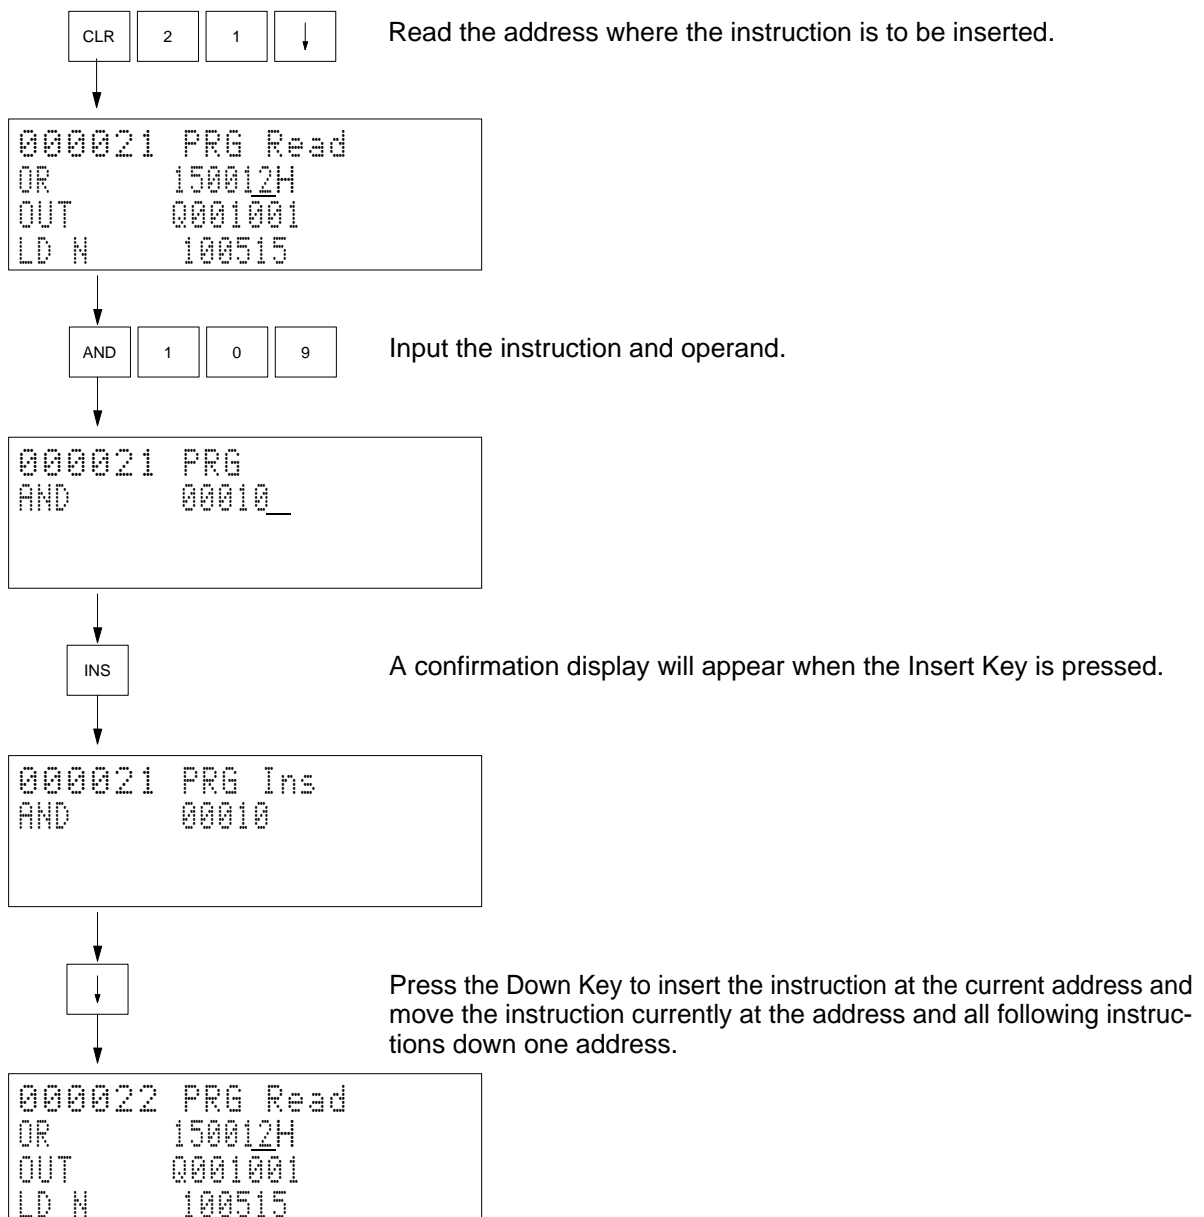 CLR 2 1 ↓ Read the address where the instruction is to be inserted.
000021 PRG Read
OR 150012H
OUT Q001001
LD N 100515
AND 1 0 9 Input the instruction and operand.
000021 PRG
AND 00010_
INS A confirmation display will appear when the Insert Key is pressed.
000021 PRG Ins
AND 00010
↓ Press the Down Key to insert the instruction at the current address and
move the instruction currently at the address and all following instruc-
tions down one address.
000022 PRG Read
OR 150012H
OUT Q001001
LD N 100515